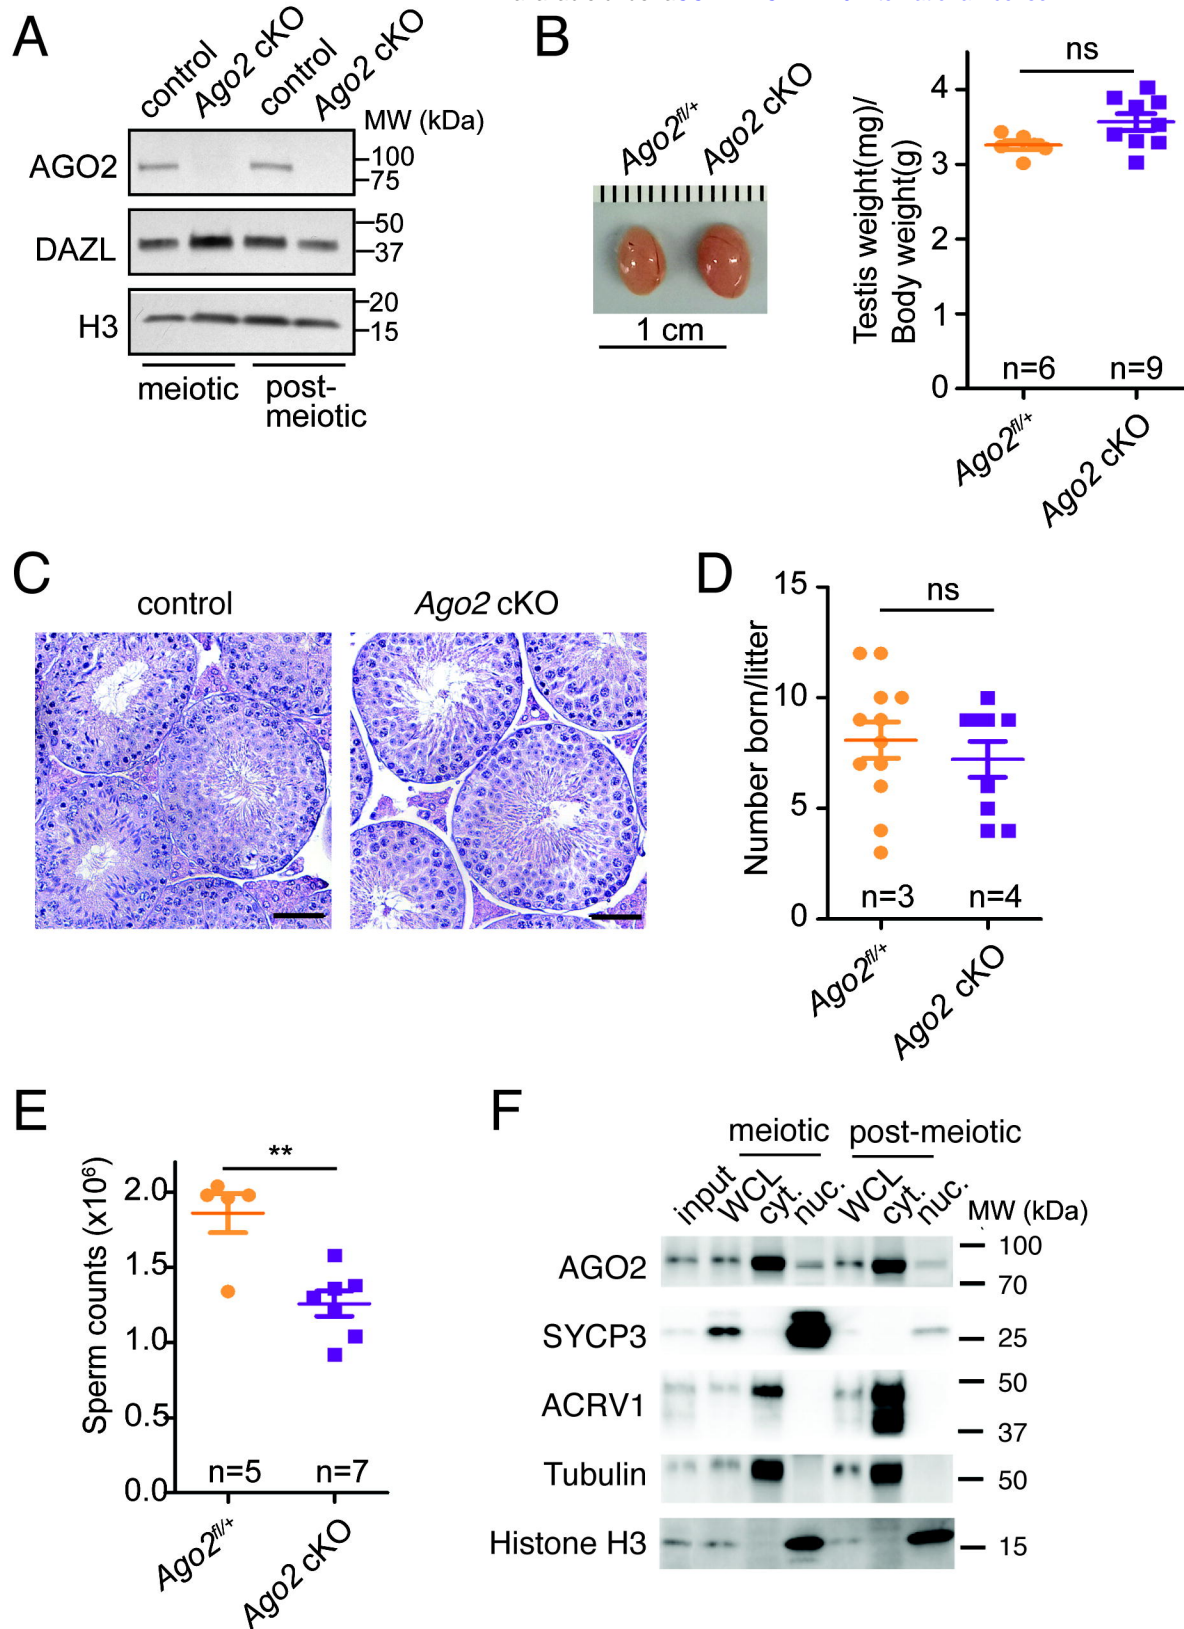 A
control
Ago2 cKO
control
Ago2 cKO
MW (kDa)
AGO2
100
75
DAZL
50
37
H3
20
15
meiotic
post-
meiotic
B
Ago2fl/+
Ago2 cKO
1 cm
Testis weight(mg)/
Body weight(g)
4
3
2
1
0
ns
n=6
n=9
Ago2fl/+
Ago2 cKO
C
control
Ago2 cKO
D
Number born/litter
15
10
5
0
ns
n=3
n=4
Ago2fl/+
Ago2 cKO
E
Sperm counts (x10⁶)
2.0
1.5
1.0
0.5
0.0
**
n=5
n=7
Ago2fl/+
Ago2 cKO
F
meiotic
post-meiotic
input
WCL
cyt.
nuc.
WCL
cyt.
nuc.
MW (kDa)
AGO2
100
70
SYCP3
25
ACRV1
50
37
Tubulin
50
Histone H3
15